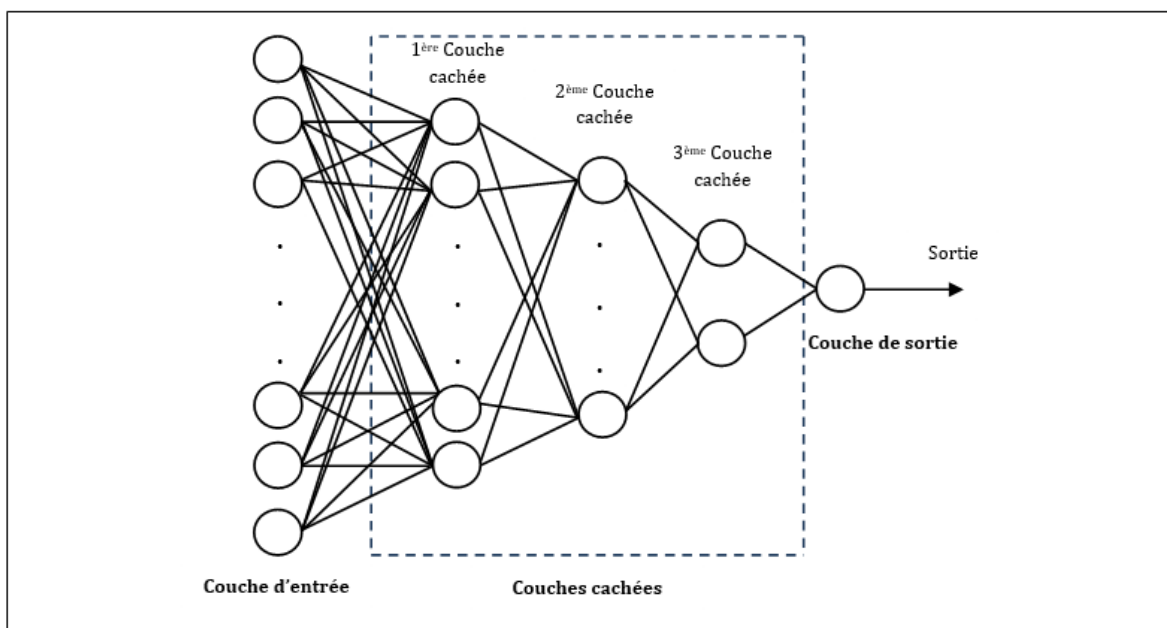 1ère Couche
cachée
2ème Couche
cachée
3ème Couche
cachée
Sortie
Couche de sortie
Couche d'entrée
Couches cachées